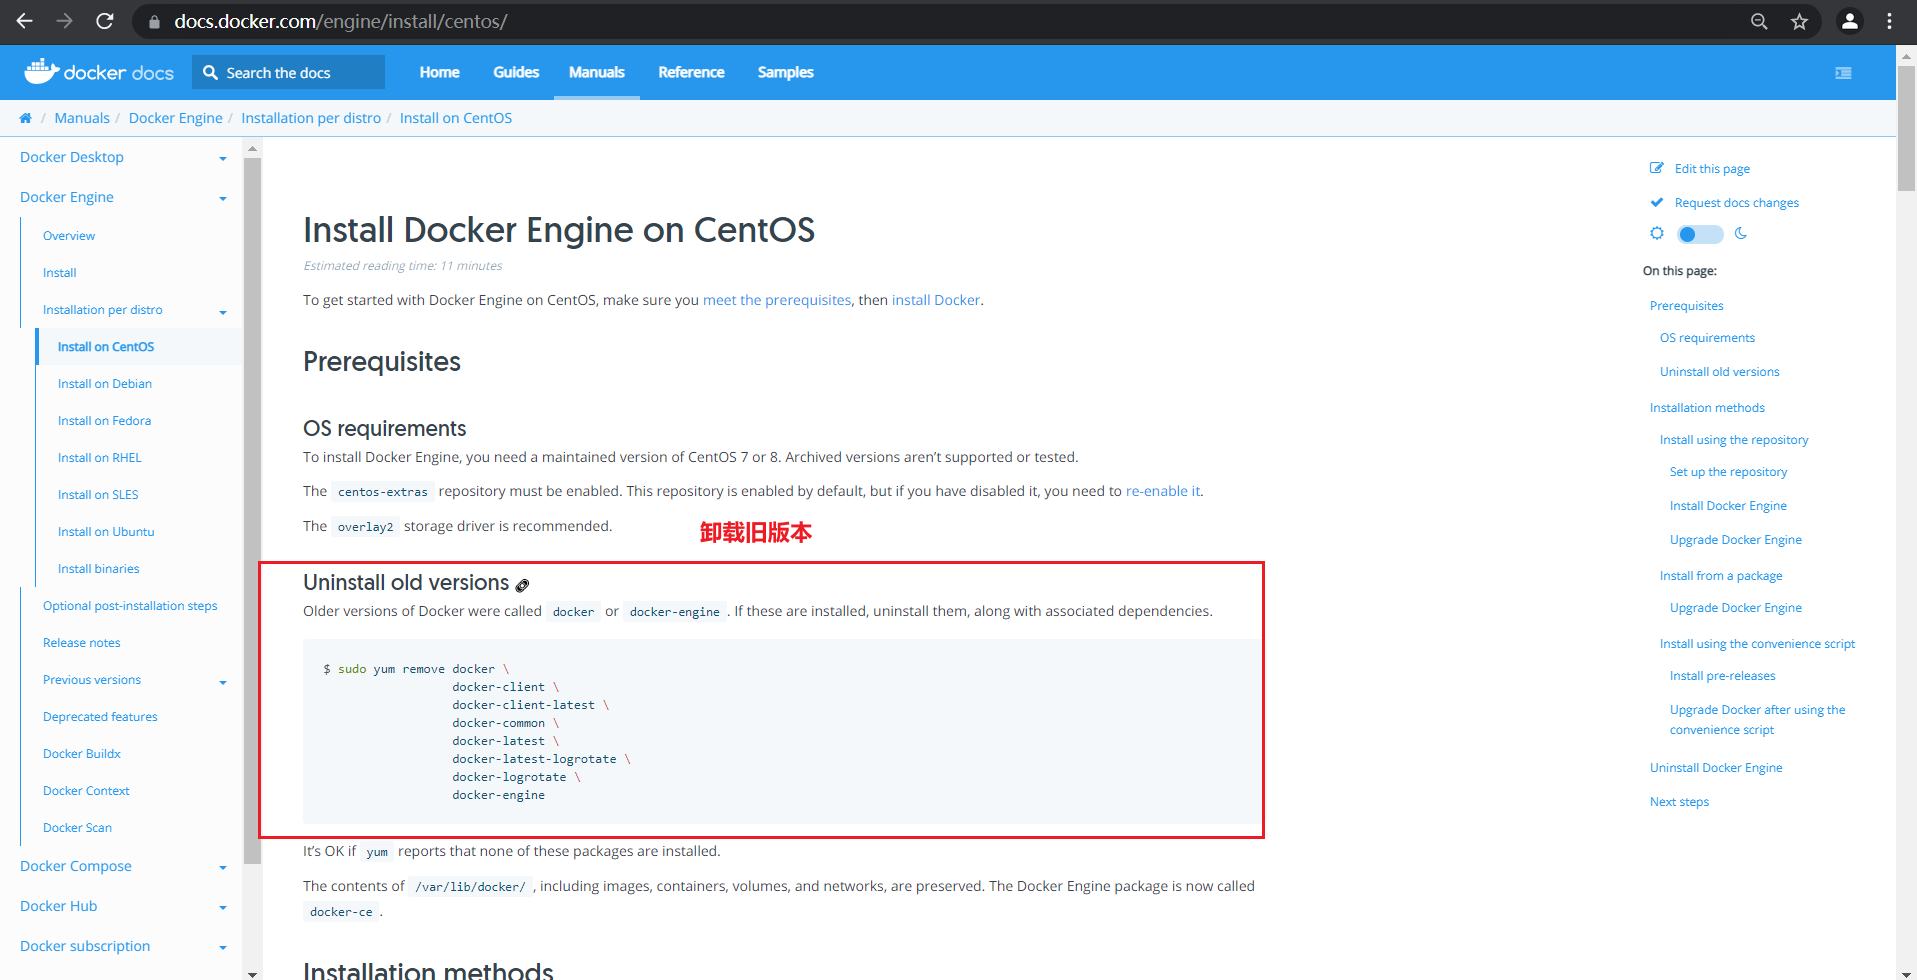 docs.docker.com/engine/install/centos/
docker docs
Search the docs
Home
Guides
Manuals
Reference
Samples
/ Manuals / Docker Engine / Installation per distro / Install on CentOS
Docker Desktop
Docker Engine
Overview
Install
Installation per distro
Install on CentOS
Install on Debian
Install on Fedora
Install on RHEL
Install on SLES
Install on Ubuntu
Install binaries
Optional post-installation steps
Release notes
Previous versions
Deprecated features
Docker Buildx
Docker Context
Docker Scan
Docker Compose
Docker Hub
Docker subscription
Install Docker Engine on CentOS
Estimated reading time: 11 minutes
To get started with Docker Engine on CentOS, make sure you meet the prerequisites, then install Docker.
Prerequisites
OS requirements
To install Docker Engine, you need a maintained version of CentOS 7 or 8. Archived versions aren’t supported or tested.
The centos-extras repository must be enabled. This repository is enabled by default, but if you have disabled it, you need to re-enable it.
The overlay2 storage driver is recommended.
卸载旧版本
Uninstall old versions
Older versions of Docker were called docker or docker-engine . If these are installed, uninstall them, along with associated dependencies.
$ sudo yum remove docker \
docker-client \
docker-client-latest \
docker-common \
docker-latest \
docker-latest-logrotate \
docker-logrotate \
docker-engine
It’s OK if yum reports that none of these packages are installed.
The contents of /var/lib/docker/ , including images, containers, volumes, and networks, are preserved. The Docker Engine package is now called
docker-ce .
Installation methods
Edit this page
Request docs changes
On this page:
Prerequisites
OS requirements
Uninstall old versions
Installation methods
Install using the repository
Set up the repository
Install Docker Engine
Upgrade Docker Engine
Install from a package
Upgrade Docker Engine
Install using the convenience script
Install pre-releases
Upgrade Docker after using the
convenience script
Uninstall Docker Engine
Next steps